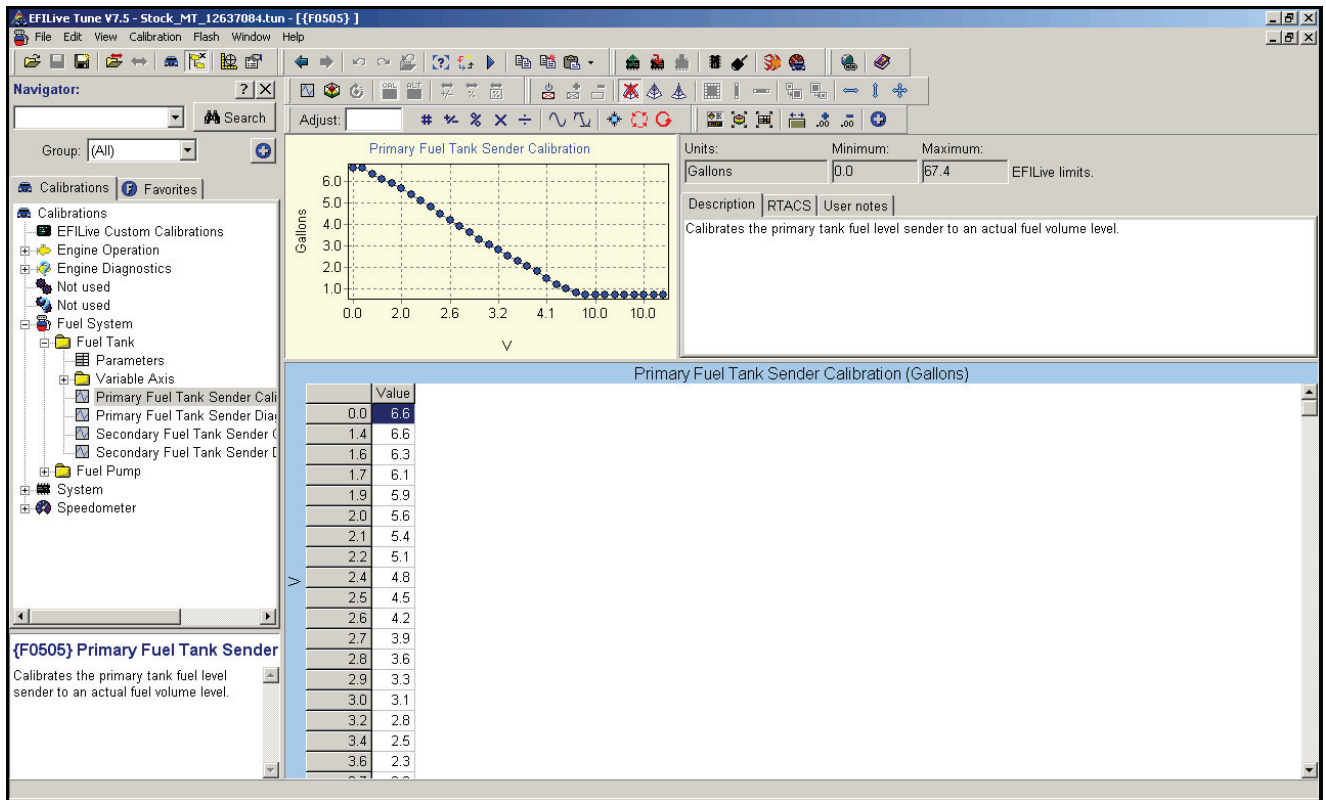 EFILive Tune V7.5 - Stock_MT_12637084.tun - [{F0505} ]
File Edit View Calibration Flash Window Help
Navigator:
Search
Group: (All)
Calibrations Favorites
Calibrations
EFILive Custom Calibrations
Engine Operation
Engine Diagnostics
Not used
Not used
Fuel System
Fuel Tank
Parameters
Variable Axis
Primary Fuel Tank Sender Cali
Primary Fuel Tank Sender Diag
Secondary Fuel Tank Sender
Secondary Fuel Tank Sender
Fuel Pump
System
Speedometer
{F0505} Primary Fuel Tank Sender
Calibrates the primary tank fuel level
sender to an actual fuel volume level.
CAL ALT
Adjust:
.00 .00
Primary Fuel Tank Sender Calibration
Gallons
6.0
5.0
4.0
3.0
2.0
1.0
0.0 2.0 2.6 3.2 4.1 10.0 10.0
V
Units: Minimum: Maximum:
Gallons 0.0 67.4 EFILive limits.
Description RTACS User notes
Calibrates the primary tank fuel level sender to an actual fuel volume level.
Primary Fuel Tank Sender Calibration (Gallons)
Value
0.0 6.6
1.4 6.6
1.6 6.3
1.7 6.1
1.9 5.9
2.0 5.6
2.1 5.4
2.2 5.1
2.4 4.8
2.5 4.5
2.6 4.2
2.7 3.9
2.8 3.6
2.9 3.3
3.0 3.1
3.2 2.8
3.4 2.5
3.6 2.3
V